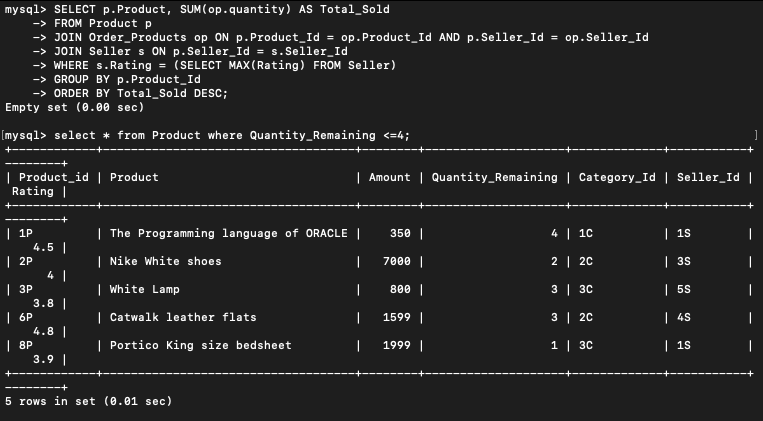 mysql> SELECT p.Product, SUM(op.quantity) AS Total_Sold
    -> FROM Product p
    -> JOIN Order_Products op ON p.Product_Id = op.Product_Id AND p.Seller_Id = op.Seller_Id
    -> JOIN Seller s ON p.Seller_Id = s.Seller_Id
    -> WHERE s.Rating = (SELECT MAX(Rating) FROM Seller)
    -> GROUP BY p.Product_Id
    -> ORDER BY Total_Sold DESC;
Empty set (0.00 sec)

[mysql> select * from Product where Quantity_Remaining <=4; ]
+------------+-----------------------------------+--------+--------------------+-------------+-----------+
--------+
| Product_id | Product                           | Amount | Quantity_Remaining | Category_Id | Seller_Id |
 Rating |
+------------+-----------------------------------+--------+--------------------+-------------+-----------+
--------+
| 1P         | The Programming language of ORACLE |    350 |                  4 | 1C          | 1S        |
    4.5 |
| 2P         | Nike White shoes                  |   7000 |                  2 | 2C          | 3S        |
      4 |
| 3P         | White Lamp                        |    800 |                  3 | 3C          | 5S        |
    3.8 |
| 6P         | Catwalk leather flats             |   1599 |                  3 | 2C          | 4S        |
    4.8 |
| 8P         | Portico King size bedsheet        |   1999 |                  1 | 3C          | 1S        |
    3.9 |
+------------+-----------------------------------+--------+--------------------+-------------+-----------+
--------+
5 rows in set (0.01 sec)